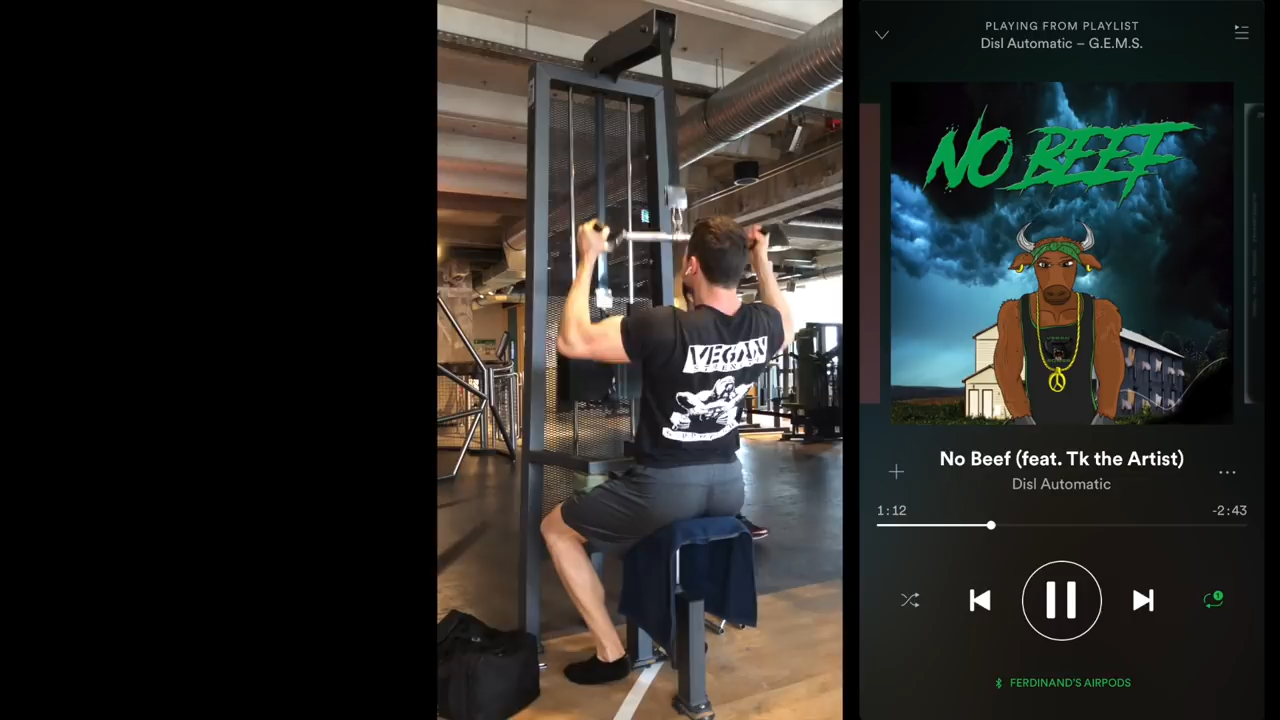 VEGAN
PLAYING FROM PLAYLIST
Disl Automatic – G.E.M.S.
NO BEEF
No Beef (feat. Tk the Artist)
Disl Automatic
1:12
-2:43
1
FERDINAND'S AIRPODS